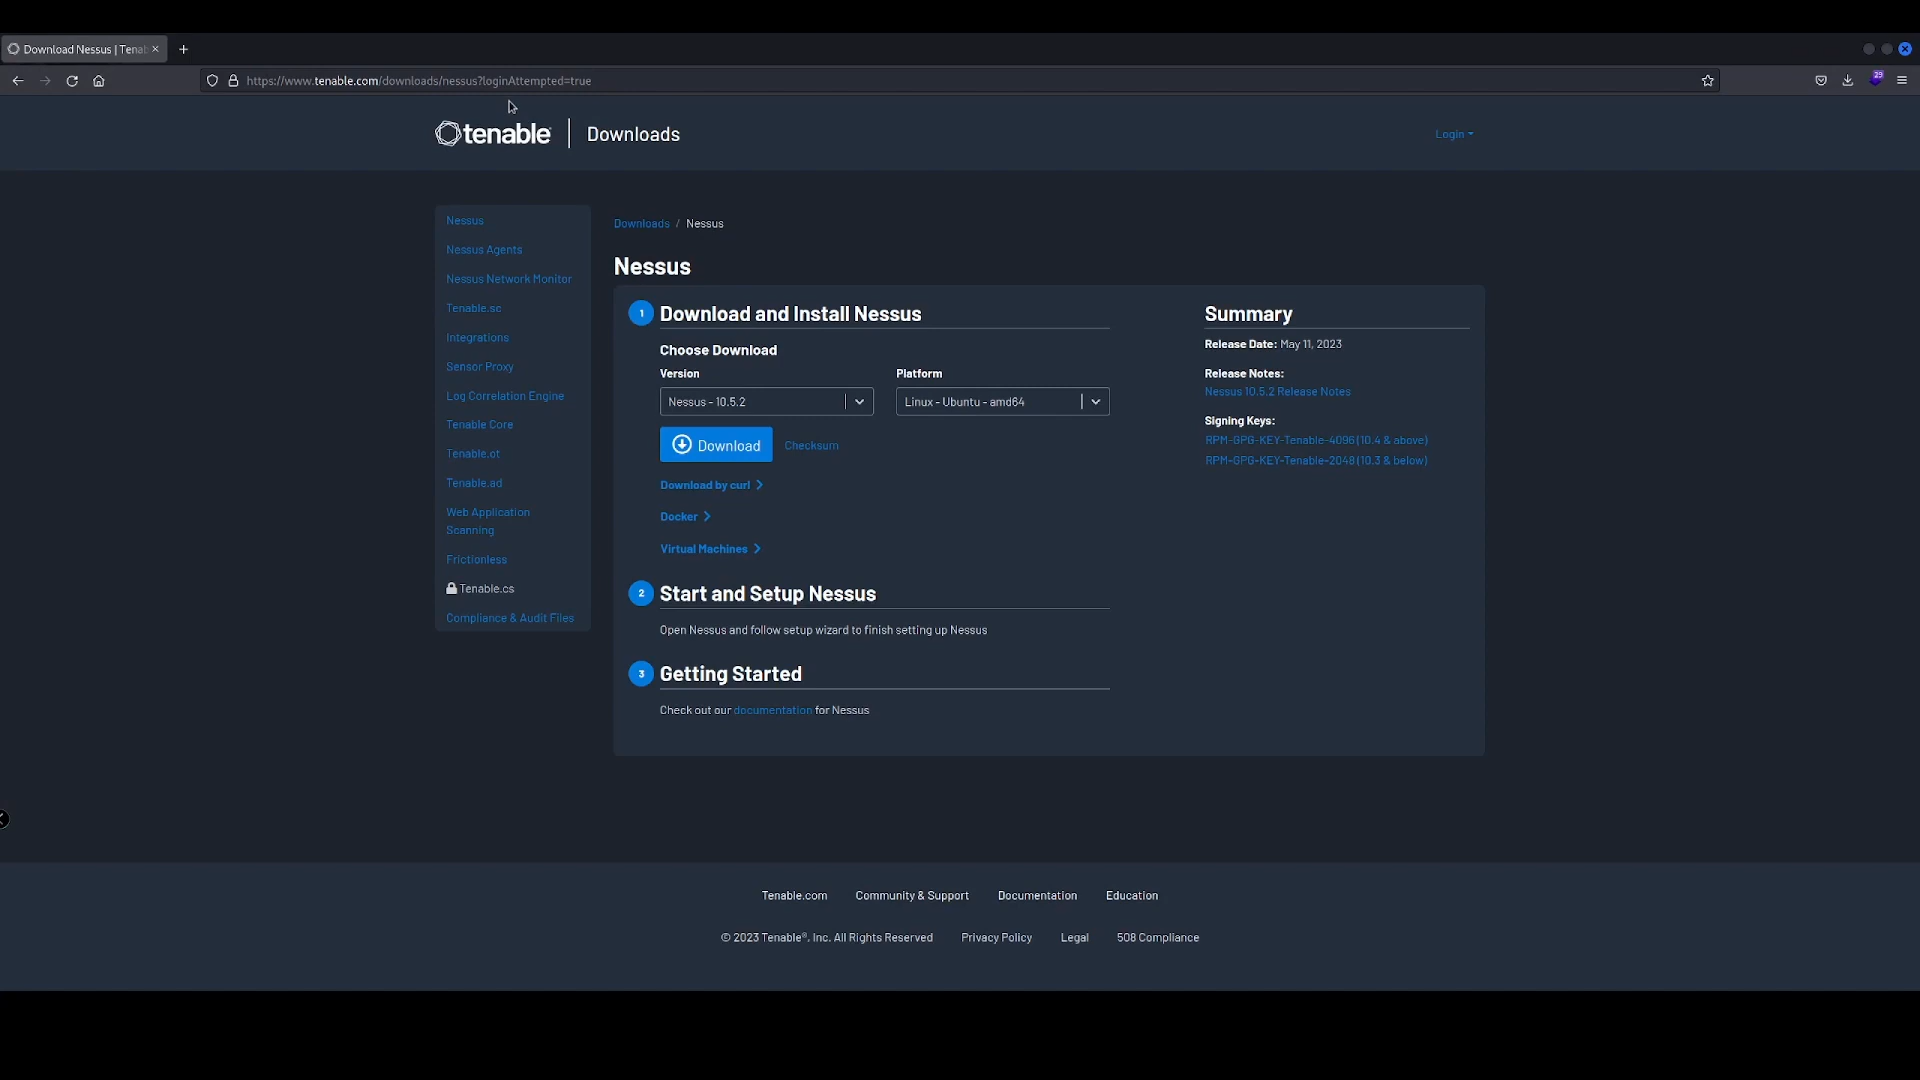 Download Nessus | Tenab
https://www.tenable.com/downloads/nessus?loginAttempted=true
29
tenable
Downloads
Login
Nessus
Nessus Agents
Nessus Network Monitor
Tenable.sc
Integrations
Sensor Proxy
Log Correlation Engine
Tenable Core
Tenable.ot
Tenable.ad
Web Application
Scanning
Frictionless
Tenable.cs
Compliance & Audit Files
Downloads / Nessus
Nessus
1 Download and Install Nessus
Choose Download
Version
Platform
Nessus - 10.5.2
Linux - Ubuntu - amd64
Download
Checksum
Download by curl
Docker
Virtual Machines
2 Start and Setup Nessus
Open Nessus and follow setup wizard to finish setting up Nessus
3 Getting Started
Check out our documentation for Nessus
Summary
Release Date: May 11, 2023
Release Notes:
Nessus 10.5.2 Release Notes
Signing Keys:
RPM-GPG-KEY-Tenable-4096 (10.4 & above)
RPM-GPG-KEY-Tenable-2048 (10.3 & below)
Tenable.com Community & Support Documentation Education
© 2023 Tenable®, Inc. All Rights Reserved Privacy Policy Legal 508 Compliance